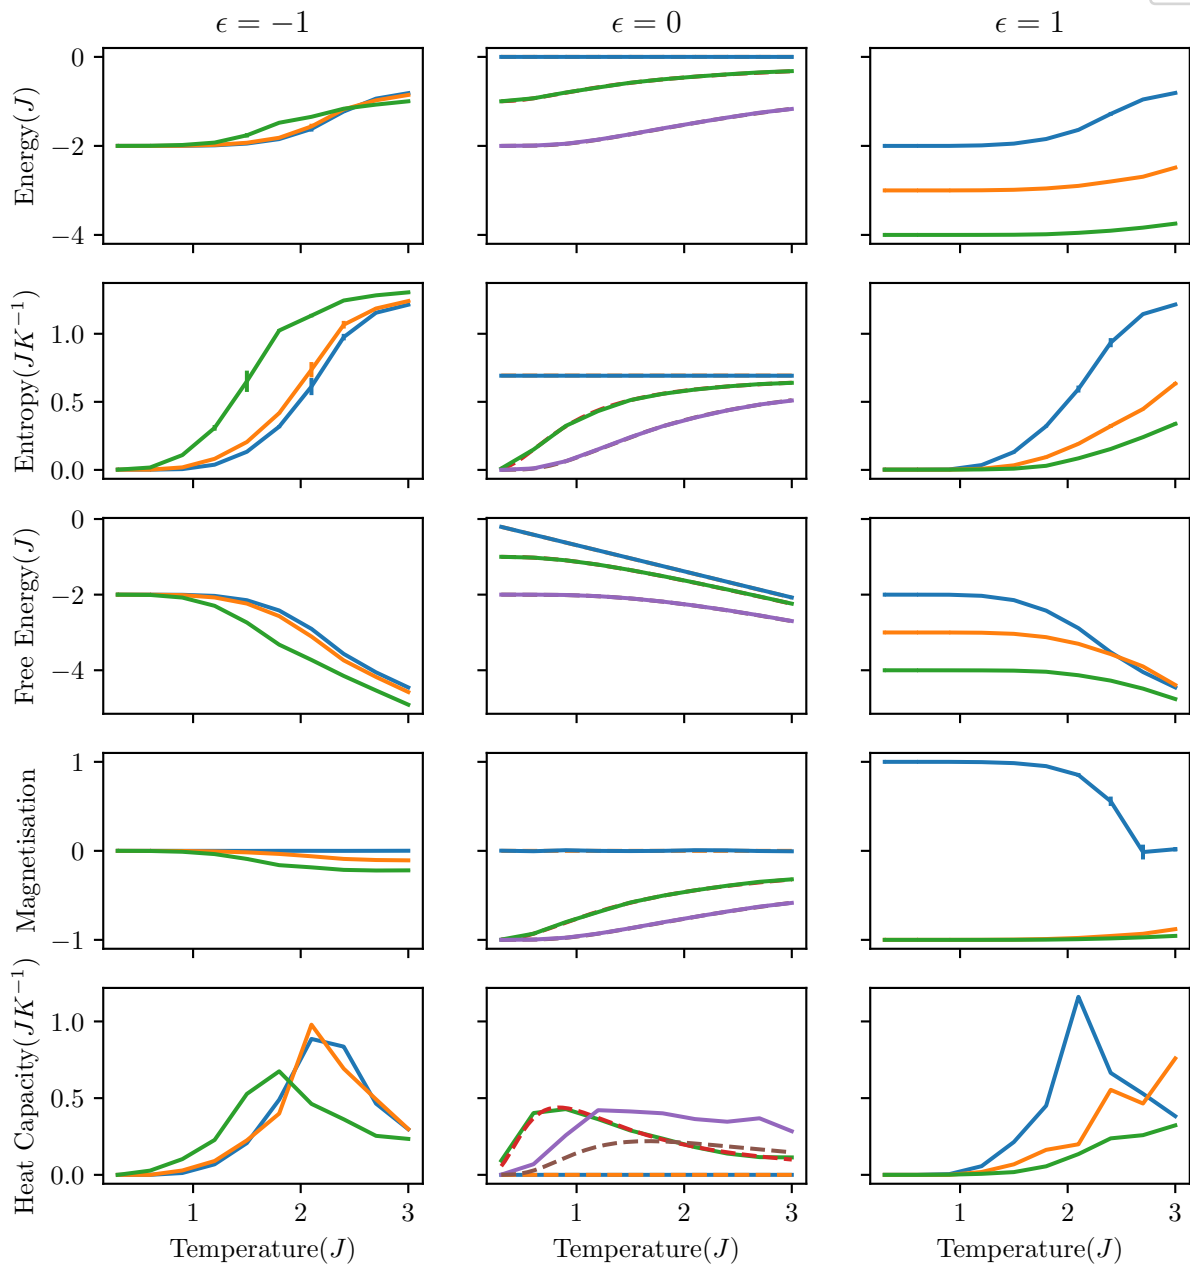 ϵ = −1
ϵ = 0
ϵ = 1
Energy(J)
0
−2
−4
Entropy(JK⁻¹)
1.0
0.5
0.0
Free Energy(J)
0
−2
−4
Magnetisation
1
0
−1
Heat Capacity(JK⁻¹)
1.0
0.5
0.0
1 2 3
1 2 3
1 2 3
Temperature(J)
Temperature(J)
Temperature(J)